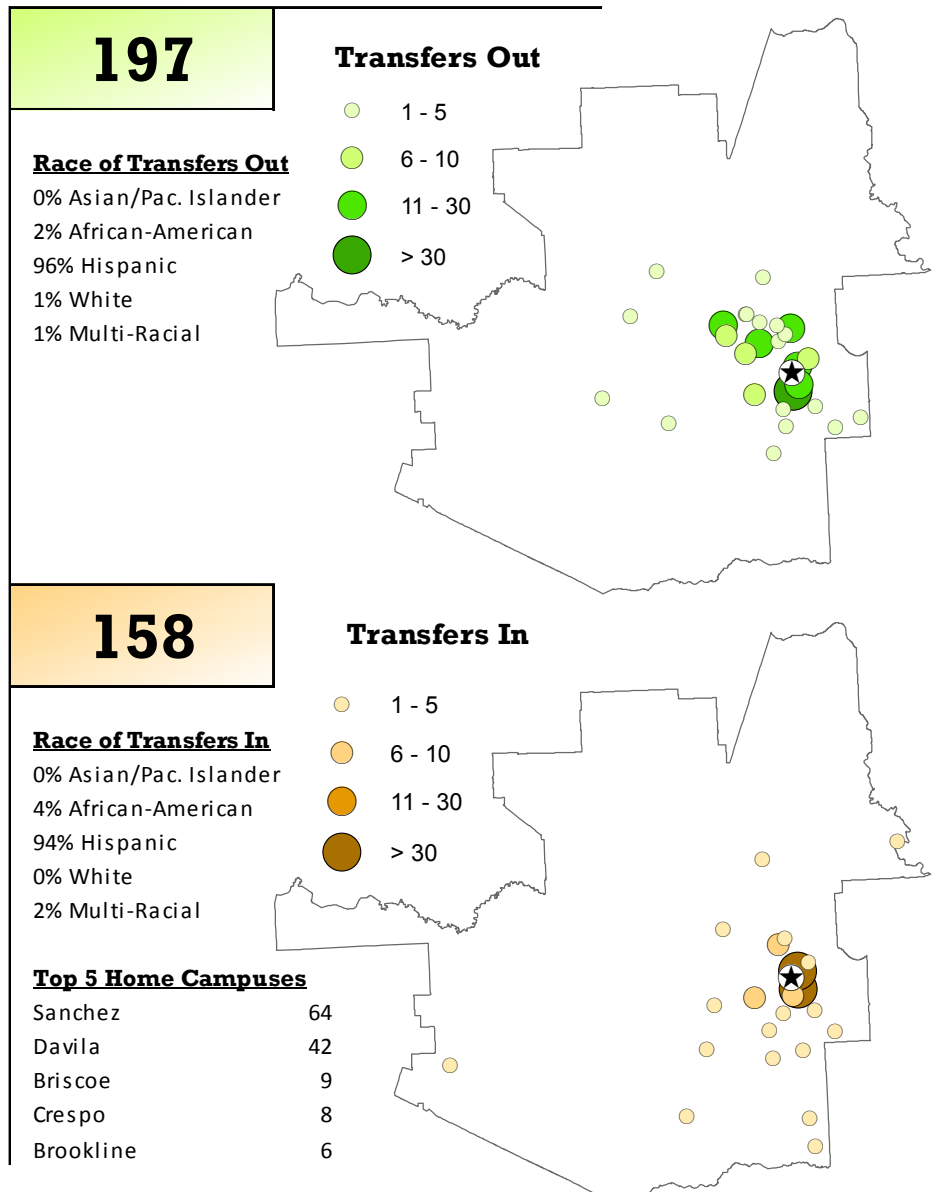 197
Transfers Out
1 - 5
6 - 10
11 - 30
> 30
Race of Transfers Out
0% Asian/Pac. Islander
2% African-American
96% Hispanic
1% White
1% Multi-Racial
158
Transfers In
1 - 5
6 - 10
11 - 30
> 30
Race of Transfers In
0% Asian/Pac. Islander
4% African-American
94% Hispanic
0% White
2% Multi-Racial
Top 5 Home Campuses
Sanchez 64
Davila 42
Briscoe 9
Crespo 8
Brookline 6